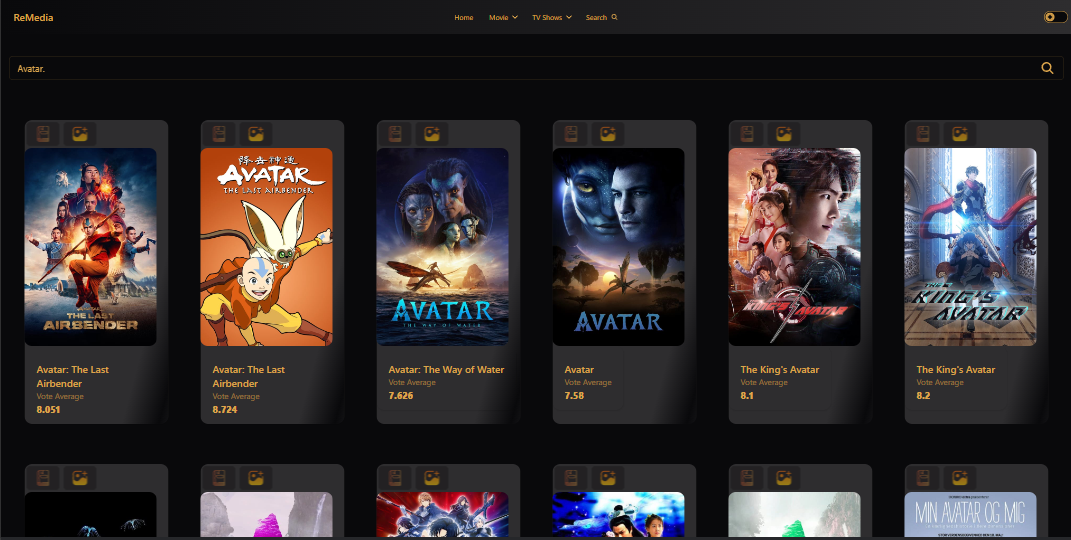 ReMedia
Home Movie TV Shows Search
Avatar.
THE LAST
AIRBENDER
降去神通
AVATAR
THE LAST AIRBENDER
AVATAR
THE WAY OF WATER
AVATAR
KING'S AVATAR
THE
KING'S
AVATAR
Avatar: The Last
Airbender
Vote Average
8.051
Avatar: The Last
Airbender
Vote Average
8.724
Avatar: The Way of Water
Vote Average
7.626
Avatar
Vote Average
7.58
The King's Avatar
Vote Average
8.1
The King's Avatar
Vote Average
8.2
MIN AVATAR OG MIG